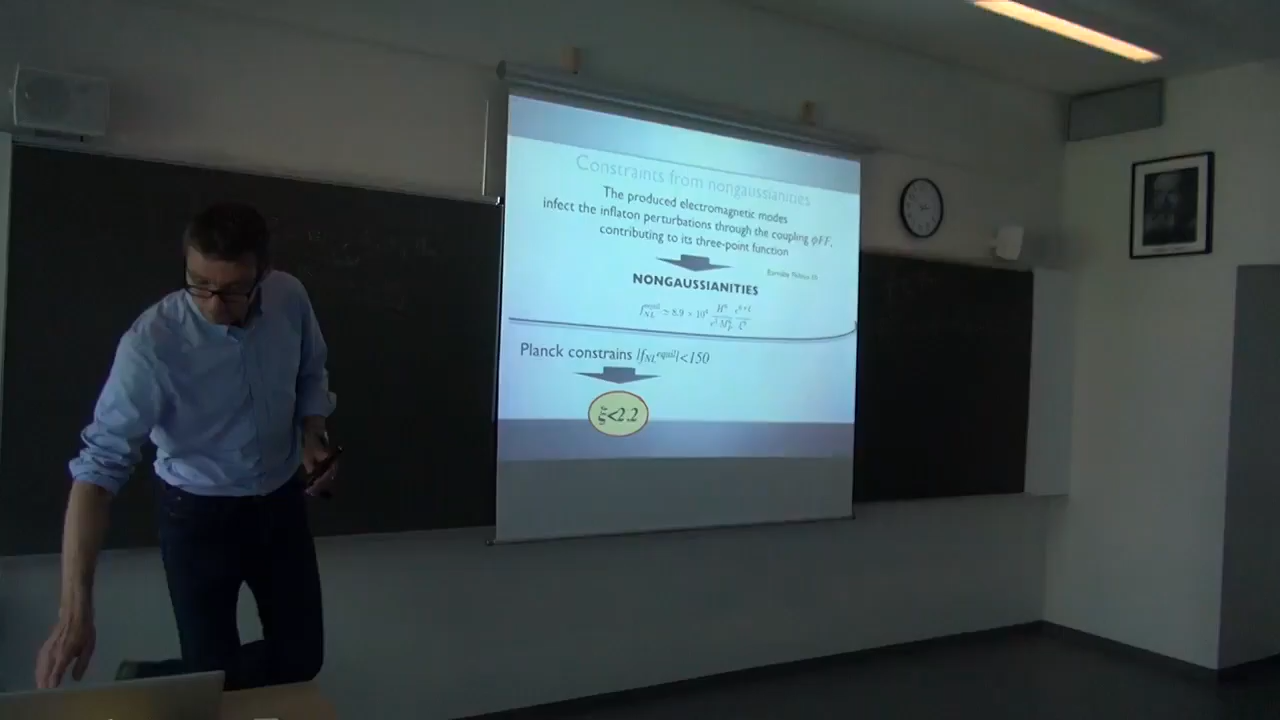 Constraints from nongaussianities
The produced electromagnetic modes
infect the inflaton perturbations through the coupling φFF,
contributing to its three-point function
NONGAUSSIANITIES
Planck constrains |f_NL^equil|<150
ξ<2.2